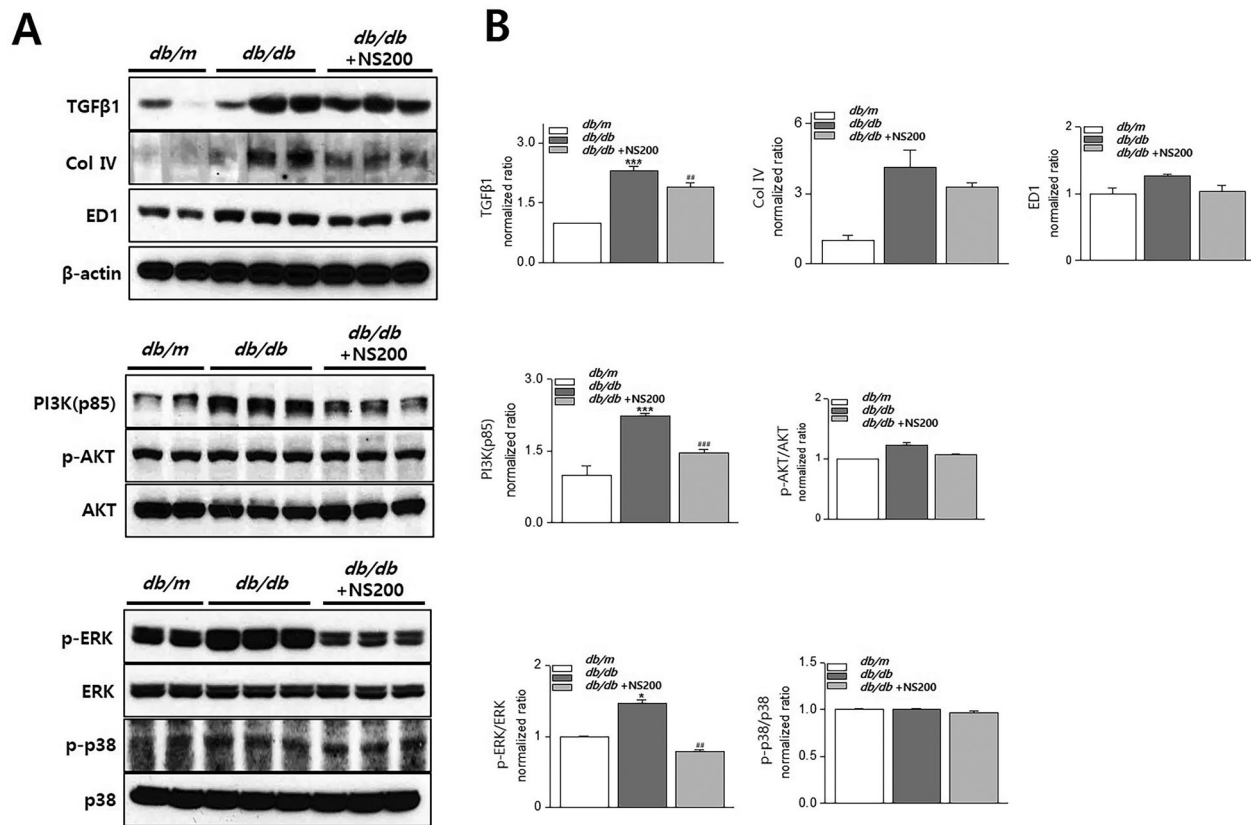 A
db/m
db/db
db/db
+NS200
TGFβ1
Col IV
ED1
β-actin
db/m
db/db
db/db
+NS200
PI3K(p85)
p-AKT
AKT
db/m
db/db
db/db
+NS200
p-ERK
ERK
p-p38
p38
B
TGFβ1
normalized ratio
3.0
1.5
0.0
db/m
db/db
db/db +NS200
***
##
Col IV
normalized ratio
6
3
0
db/m
db/db
db/db +NS200
ED1
normalized ratio
2
1
0
db/m
db/db
db/db +NS200
PI3K(p85)
normalized ratio
3.0
1.5
0.0
db/m
db/db
db/db +NS200
***
###
p-AKT/AKT
normalized ratio
2
1
0
db/m
db/db
db/db +NS200
p-ERK/ERK
normalized ratio
2
1
0
db/m
db/db
db/db +NS200
*
##
p-p38/p38
normalized ratio
1.5
1.0
0.5
0
db/m
db/db
db/db +NS200